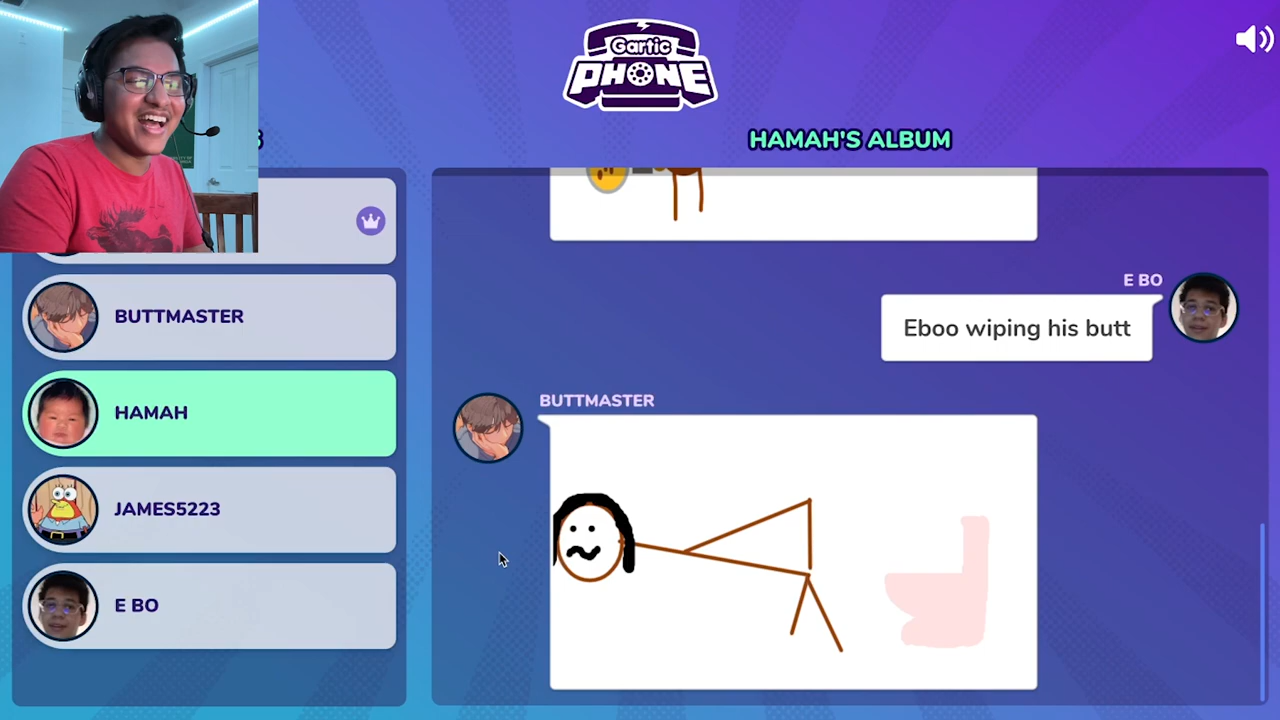 Gartic
PHONE
HAMAH'S ALBUM
BUTTMASTER
HAMAH
JAMES5223
E BO
E BO
Eboo wiping his butt
BUTTMASTER